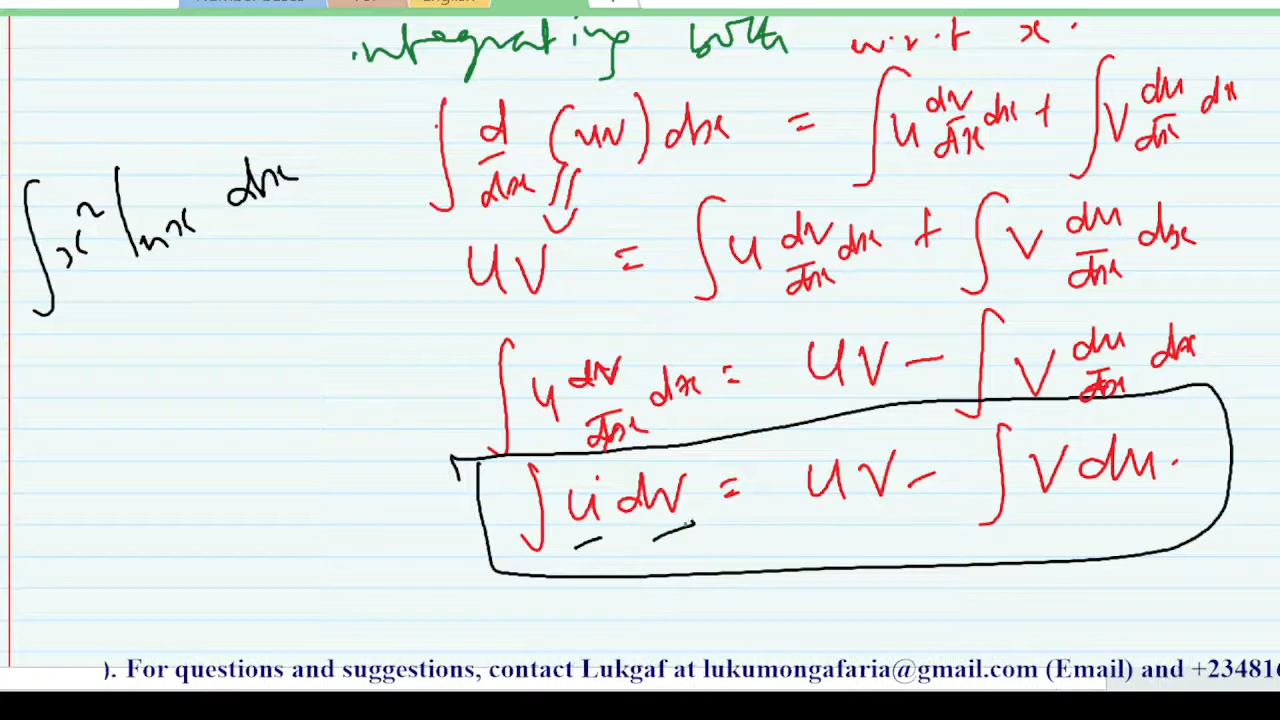 integrating both w.r.t x.
∫ d/dx (uv) dx = ∫ u dv/dx dx + ∫ v du/dx dx
∫ x² ln x dx
uv = ∫ u dv/dx dx + ∫ v du/dx dx
∫ u dv/dx dx = uv − ∫ v du/dx dx
∫ u dv = uv − ∫ v du.
). For questions and suggestions, contact Lukgaf at lukumongafaria@gmail.com (Email) and +234816